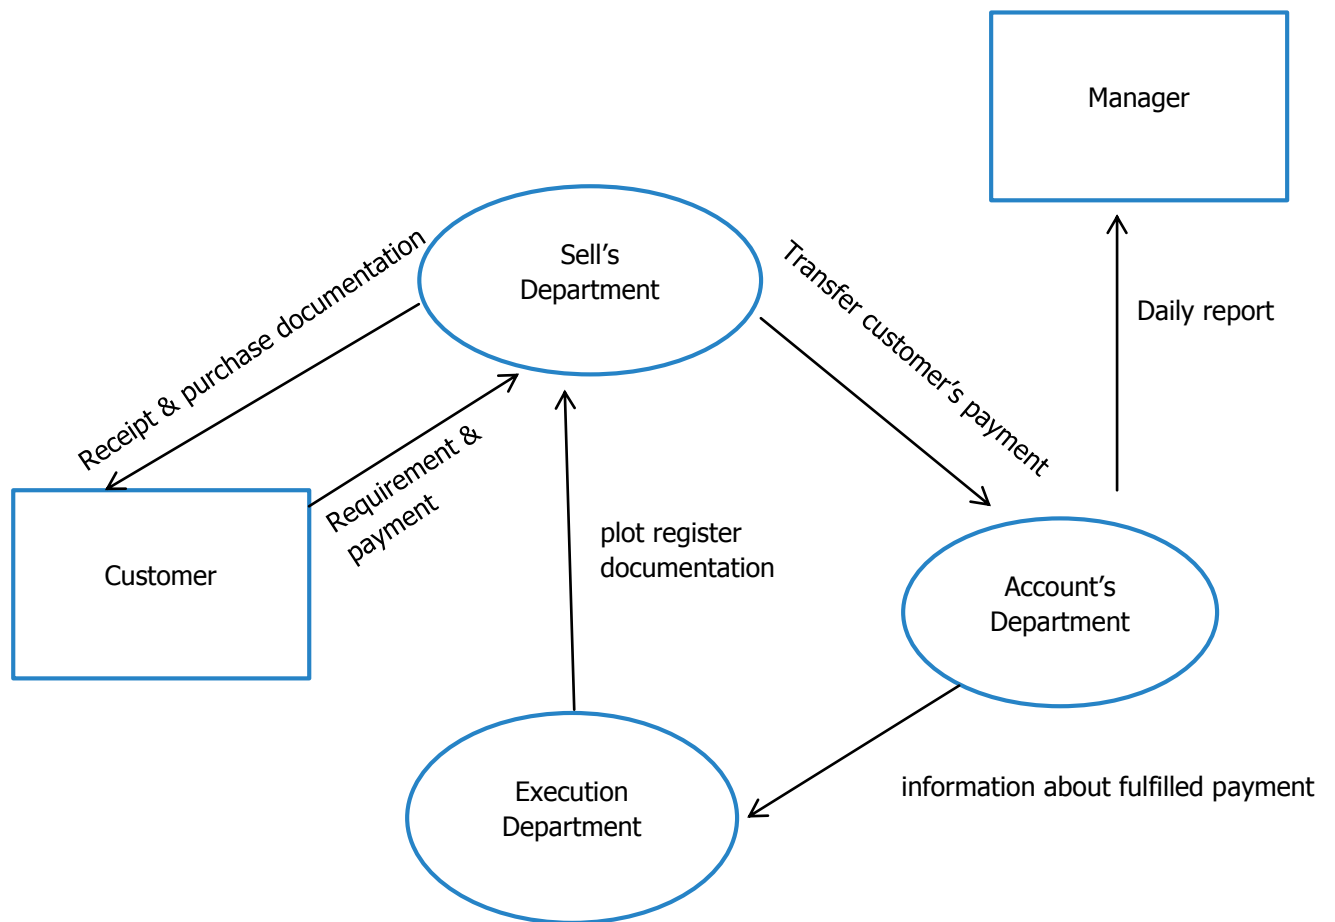 Manager
Sell’s
Department
Receipt & purchase documentation
Transfer customer’s payment
Daily report
Requirement &
payment
plot register
documentation
Customer
Account’s
Department
Execution
Department
information about fulfilled payment